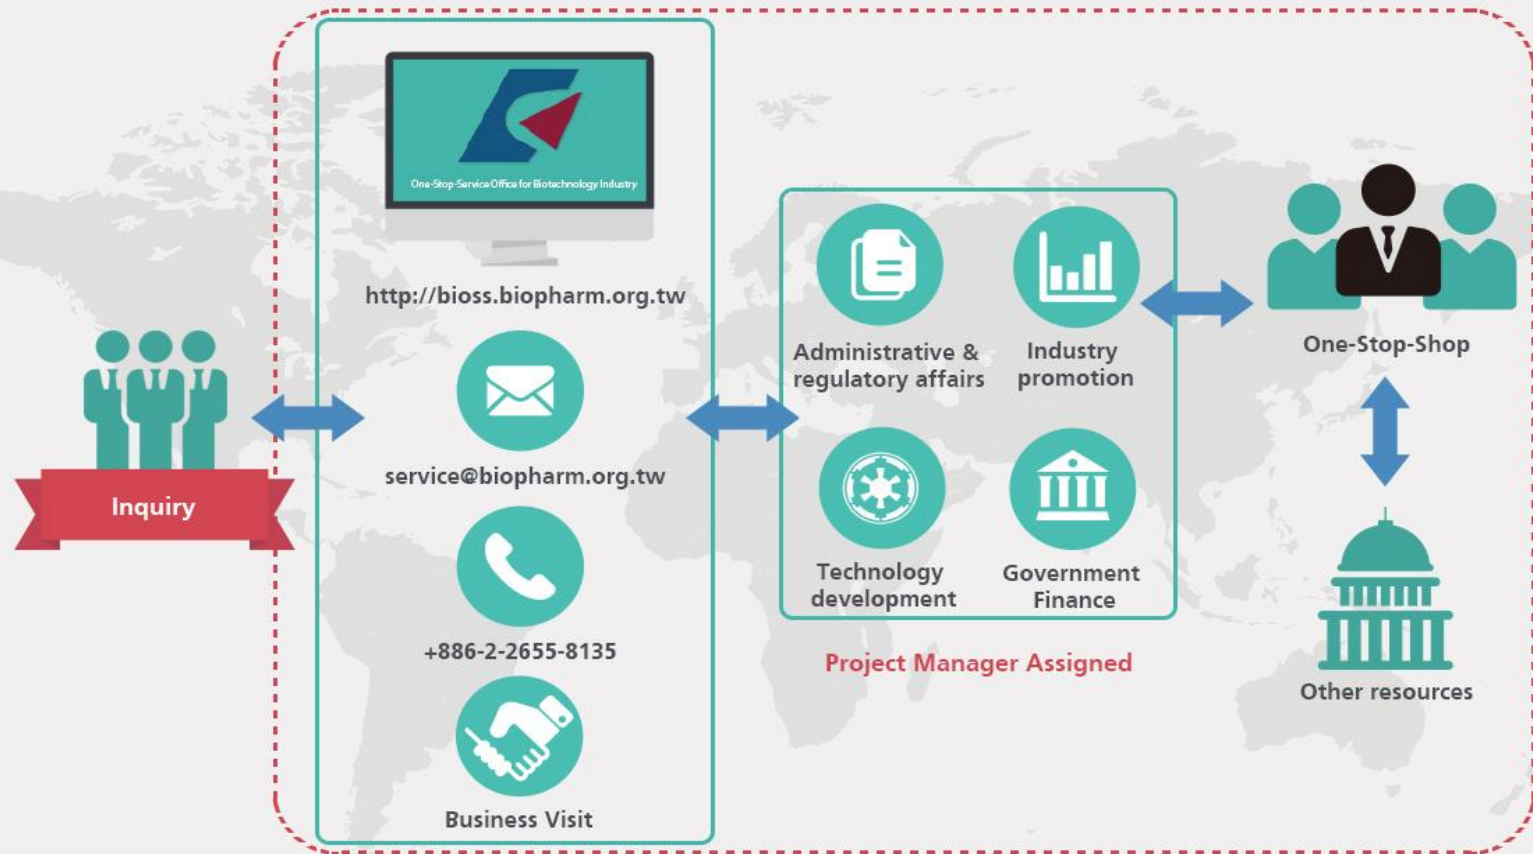 One-Stop-Service Office for Biotechnology Industry
http://bioss.biopharm.org.tw
service@biopharm.org.tw
+886-2-2655-8135
Business Visit
Inquiry
Administrative &
regulatory affairs
Industry
promotion
Technology
development
Government
Finance
Project Manager Assigned
One-Stop-Shop
Other resources